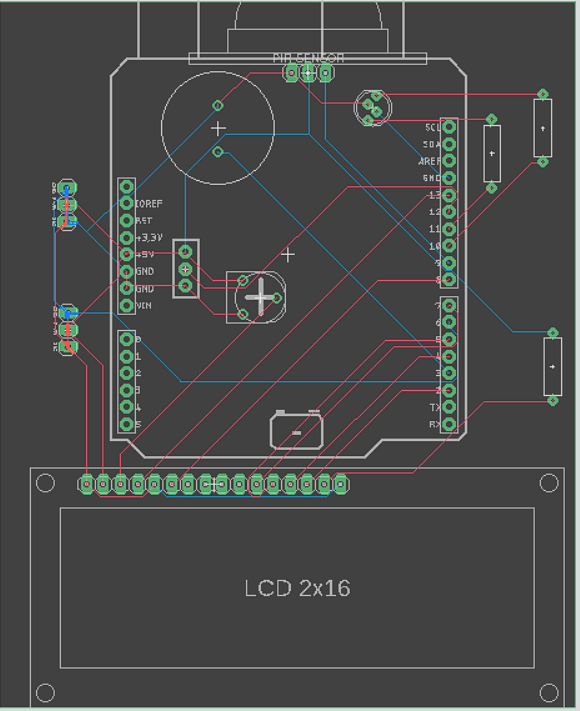 PIR SENSOR
SCL
SDA
AREF
GND
13
12
11
10
9
8
IOREF
RST
+3,3V
+5V
GND
GND
VIN
7
6
5
4
3
2
TX
RX
0
1
2
3
4
5
LCD 2x16